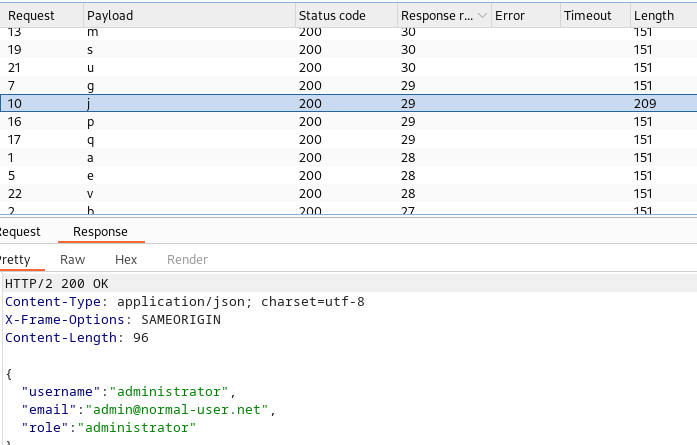 Request Payload Status code Response r... Error Timeout Length
13 m 200 30 151
19 s 200 30 151
21 u 200 30 151
7 g 200 29 151
10 j 200 29 209
16 p 200 29 151
17 q 200 29 151
1 a 200 28 151
5 e 200 28 151
22 v 200 28 151
2 b 200 27 151
Request Response
Pretty Raw Hex Render
HTTP/2 200 OK
Content-Type: application/json; charset=utf-8
X-Frame-Options: SAMEORIGIN
Content-Length: 96
{
"username":"administrator",
"email":"admin@normal-user.net",
"role":"administrator"
}